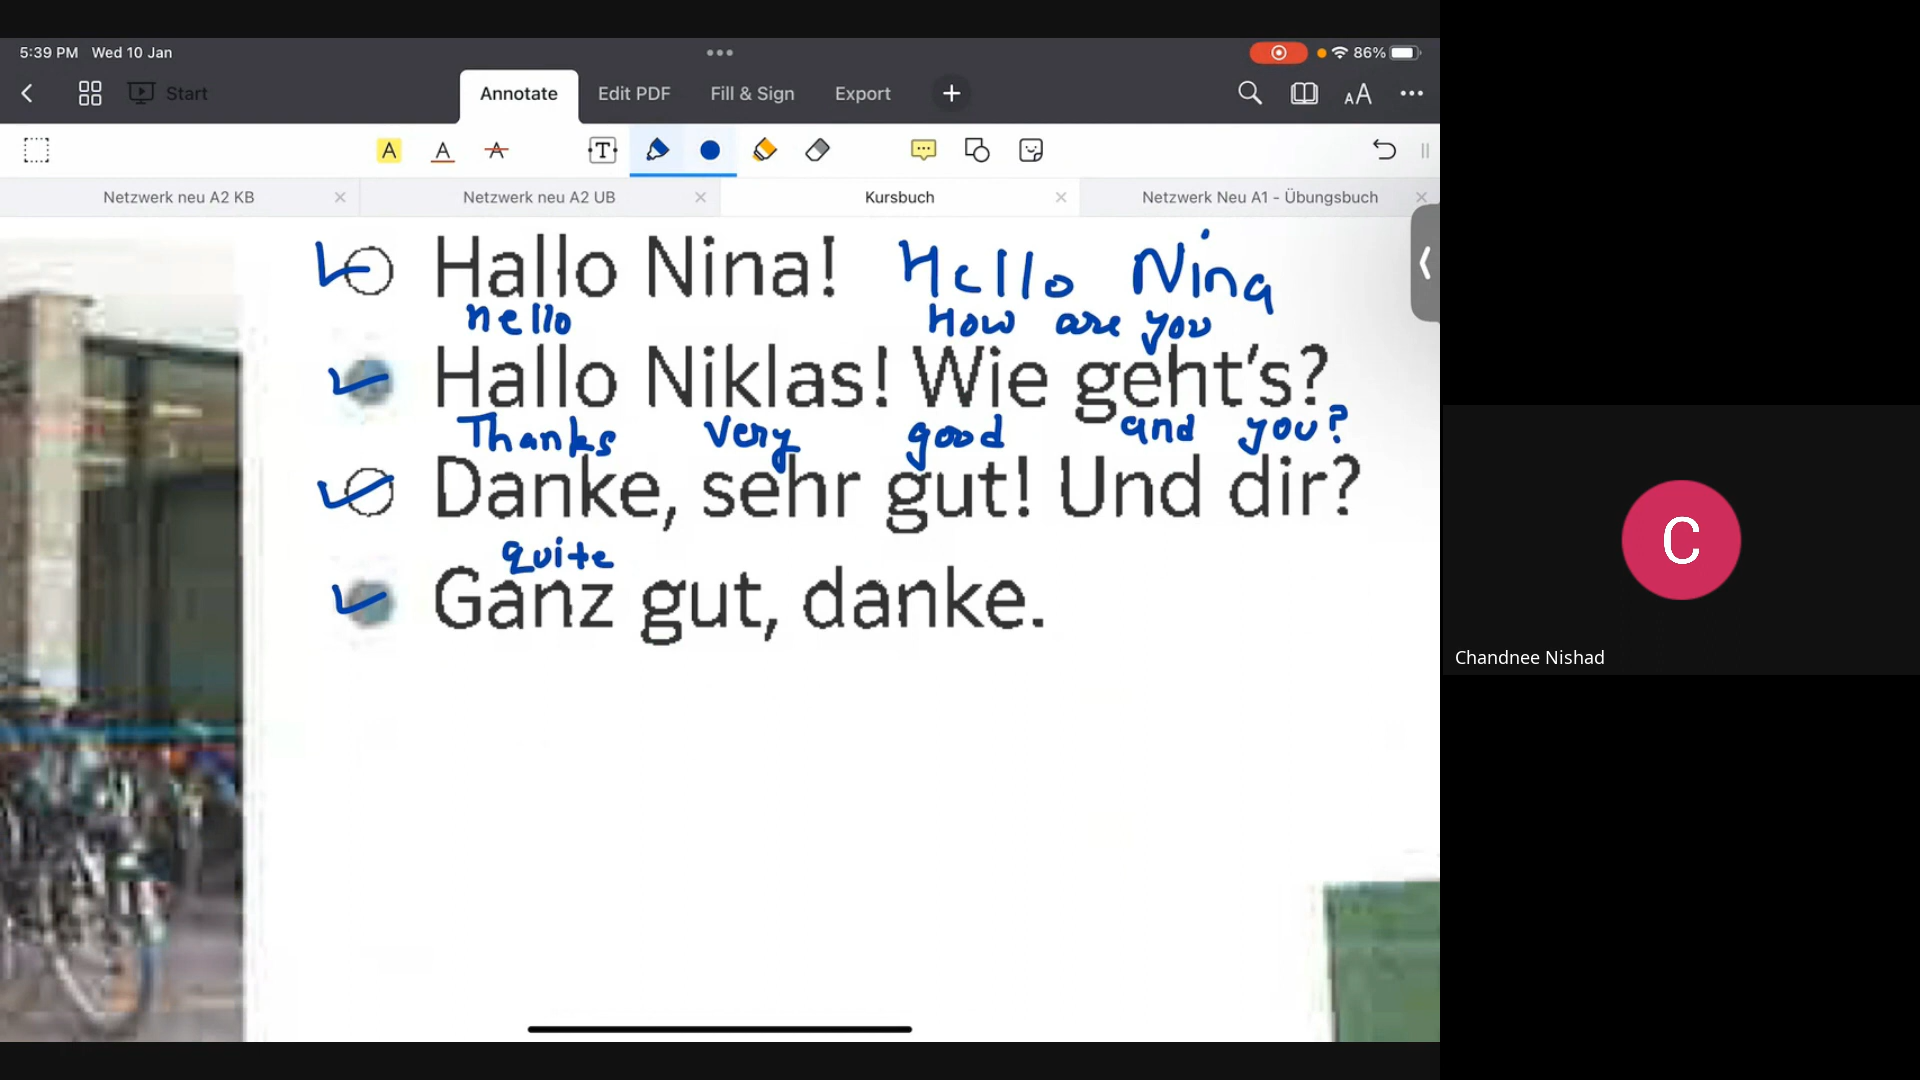 5:39 PM Wed 10 Jan
86%
Start
Annotate
Edit PDF
Fill & Sign
Export
Netzwerk neu A2 KB
Netzwerk neu A2 UB
Kursbuch
Netzwerk Neu A1 - Übungsbuch
Hallo Nina! Hello Nina
hello How are you
Hallo Niklas! Wie geht's?
Thanks very good and you?
Danke, sehr gut! Und dir?
quite
Ganz gut, danke.
C
Chandnee Nishad